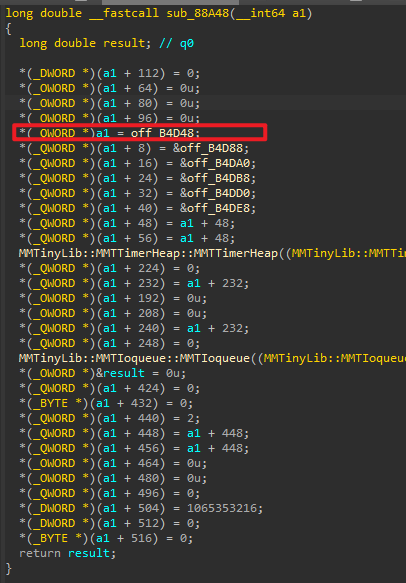 long double __fastcall sub_88A48(__int64 a1)
{
long double result; // q0
*(_DWORD *)(a1 + 112) = 0;
*(_OWORD *)(a1 + 64) = 0u;
*(_OWORD *)(a1 + 80) = 0u;
*(_OWORD *)(a1 + 96) = 0u;
*(_QWORD *)a1 = off_B4D48;
*(_QWORD *)(a1 + 8) = &off_B4D88;
*(_QWORD *)(a1 + 16) = &off_B4DA0;
*(_QWORD *)(a1 + 24) = &off_B4DB8;
*(_QWORD *)(a1 + 32) = &off_B4DD0;
*(_QWORD *)(a1 + 40) = &off_B4DE8;
*(_QWORD *)(a1 + 48) = a1 + 48;
*(_QWORD *)(a1 + 56) = a1 + 48;
MMTinyLib::MMTTimerHeap::MMTTimerHeap((MMTinyLib::MMTTim
*(_QWORD *)(a1 + 224) = 0;
*(_QWORD *)(a1 + 232) = a1 + 232;
*(_OWORD *)(a1 + 192) = 0u;
*(_OWORD *)(a1 + 208) = 0u;
*(_QWORD *)(a1 + 240) = a1 + 232;
*(_QWORD *)(a1 + 248) = 0;
MMTinyLib::MMTIoqueue::MMTIoqueue((MMTinyLib::MMTIoqueue
*(_OWORD *)&result = 0u;
*(_QWORD *)(a1 + 424) = 0;
*(_BYTE *)(a1 + 432) = 0;
*(_QWORD *)(a1 + 440) = 2;
*(_QWORD *)(a1 + 448) = a1 + 448;
*(_QWORD *)(a1 + 456) = a1 + 448;
*(_OWORD *)(a1 + 464) = 0u;
*(_OWORD *)(a1 + 480) = 0u;
*(_QWORD *)(a1 + 496) = 0;
*(_DWORD *)(a1 + 504) = 1065353216;
*(_QWORD *)(a1 + 512) = 0;
*(_BYTE *)(a1 + 516) = 0;
return result;
}